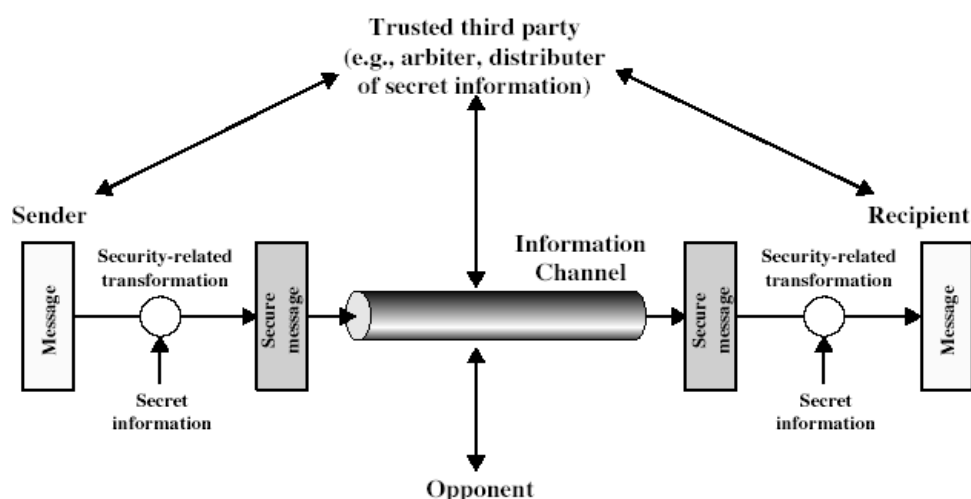 Trusted third party
(e.g., arbiter, distributer
of secret information)
Sender
Recipient
Information
Channel
Security-related
transformation
Security-related
transformation
Message
Secure
message
Secure
message
Message
Secret
information
Secret
information
Opponent